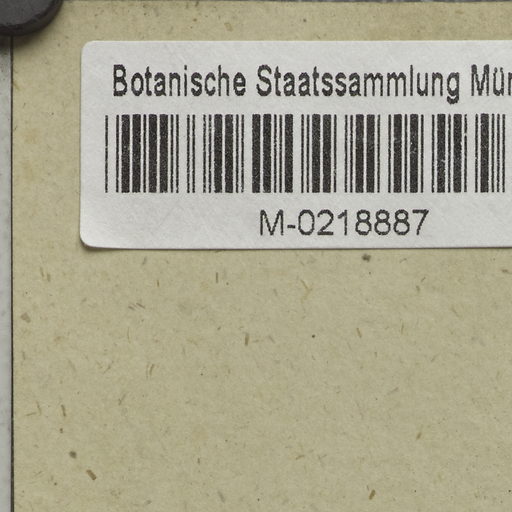 Botanische Staatssammlung Mün
M-0218887